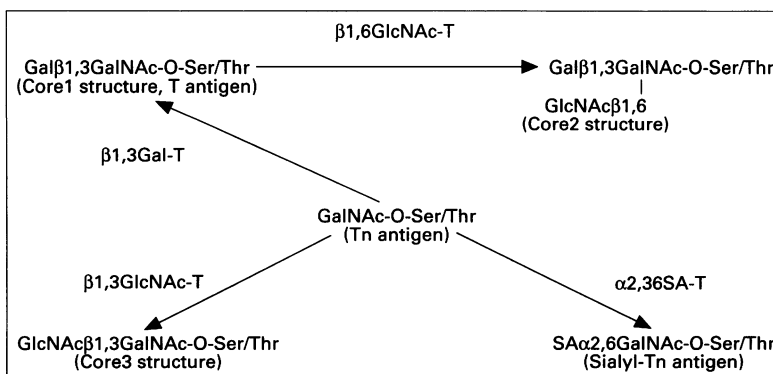 β1,6GlcNAc-T
Galβ1,3GalNAc-O-Ser/Thr
(Core1 structure, T antigen)
Galβ1,3GalNAc-O-Ser/Thr
GlcNAcβ1,6
(Core2 structure)
β1,3Gal-T
GalNAc-O-Ser/Thr
(Tn antigen)
β1,3GlcNAc-T
α2,36SA-T
GlcNAcβ1,3GalNAc-O-Ser/Thr
(Core3 structure)
SAα2,6GalNAc-O-Ser/Thr
(Sialyl-Tn antigen)